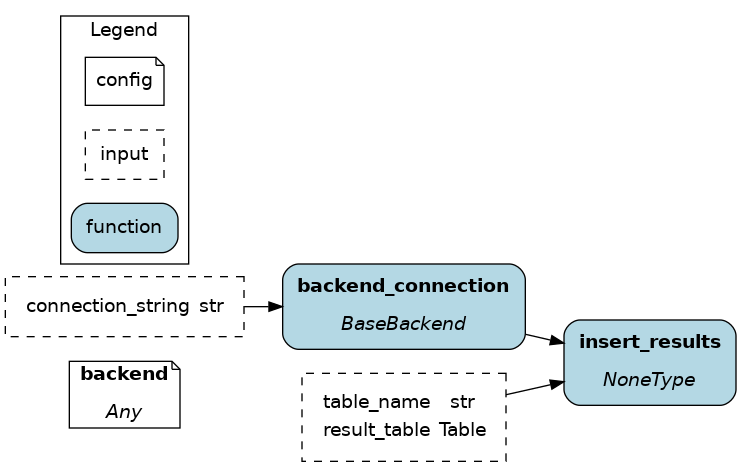 Legend
config
input
function
connection_string str
backend
Any
backend_connection
BaseBackend
table_name str
result_table Table
insert_results
NoneType